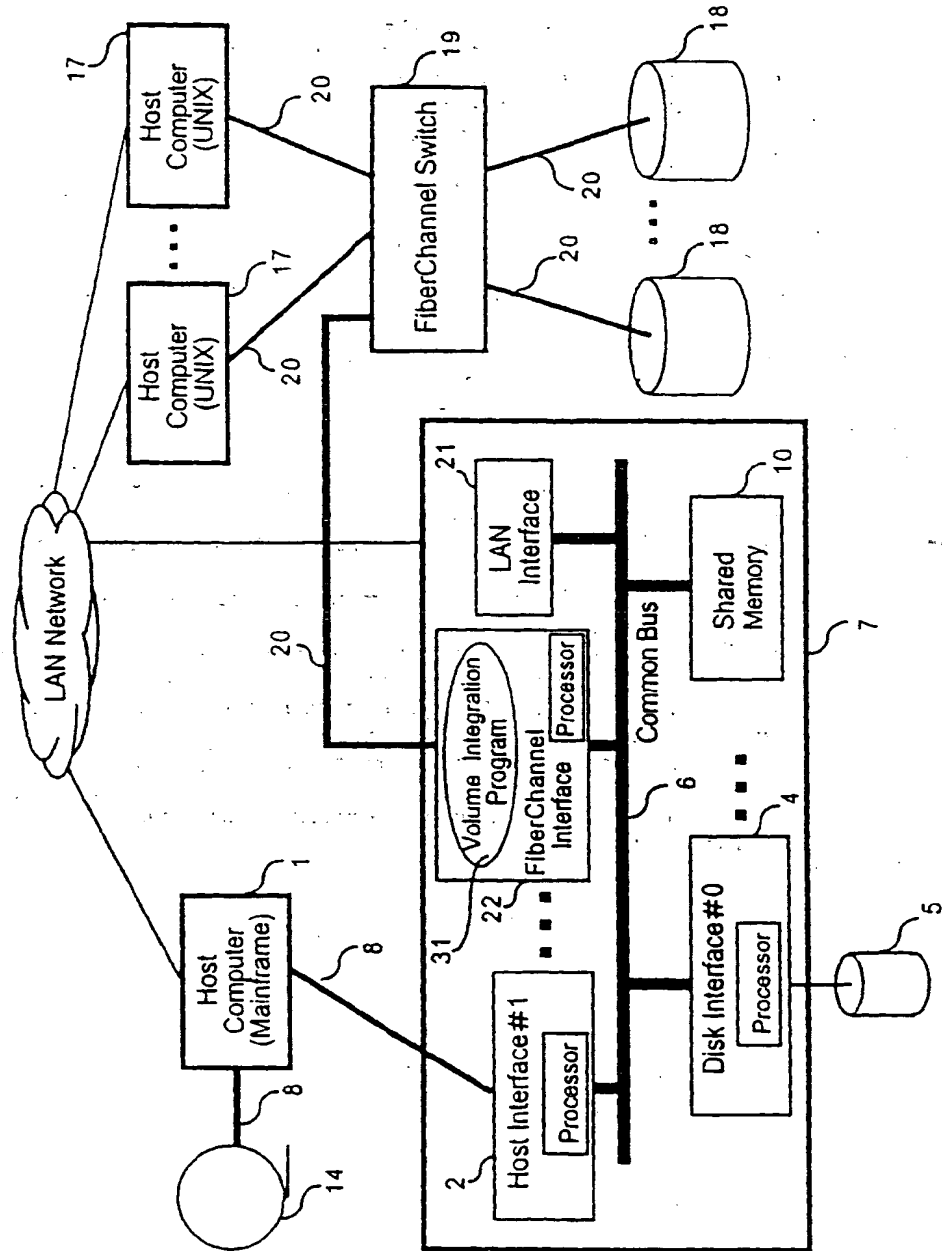 LAN Network
1
Host
Computer
(Mainframe)
8
8
14
17
Host
Computer
(UNIX)
17
Host
Computer
(UNIX)
20
20
19
FiberChannel Switch
20
20
20
18
18
2
Host Interface#1
Processor
31
22
Volume Integration
Program
FiberChannel
Interface
Processor
21
LAN
Interface
6
Common Bus
4
Disk Interface#0
Processor
10
Shared
Memory
7
5